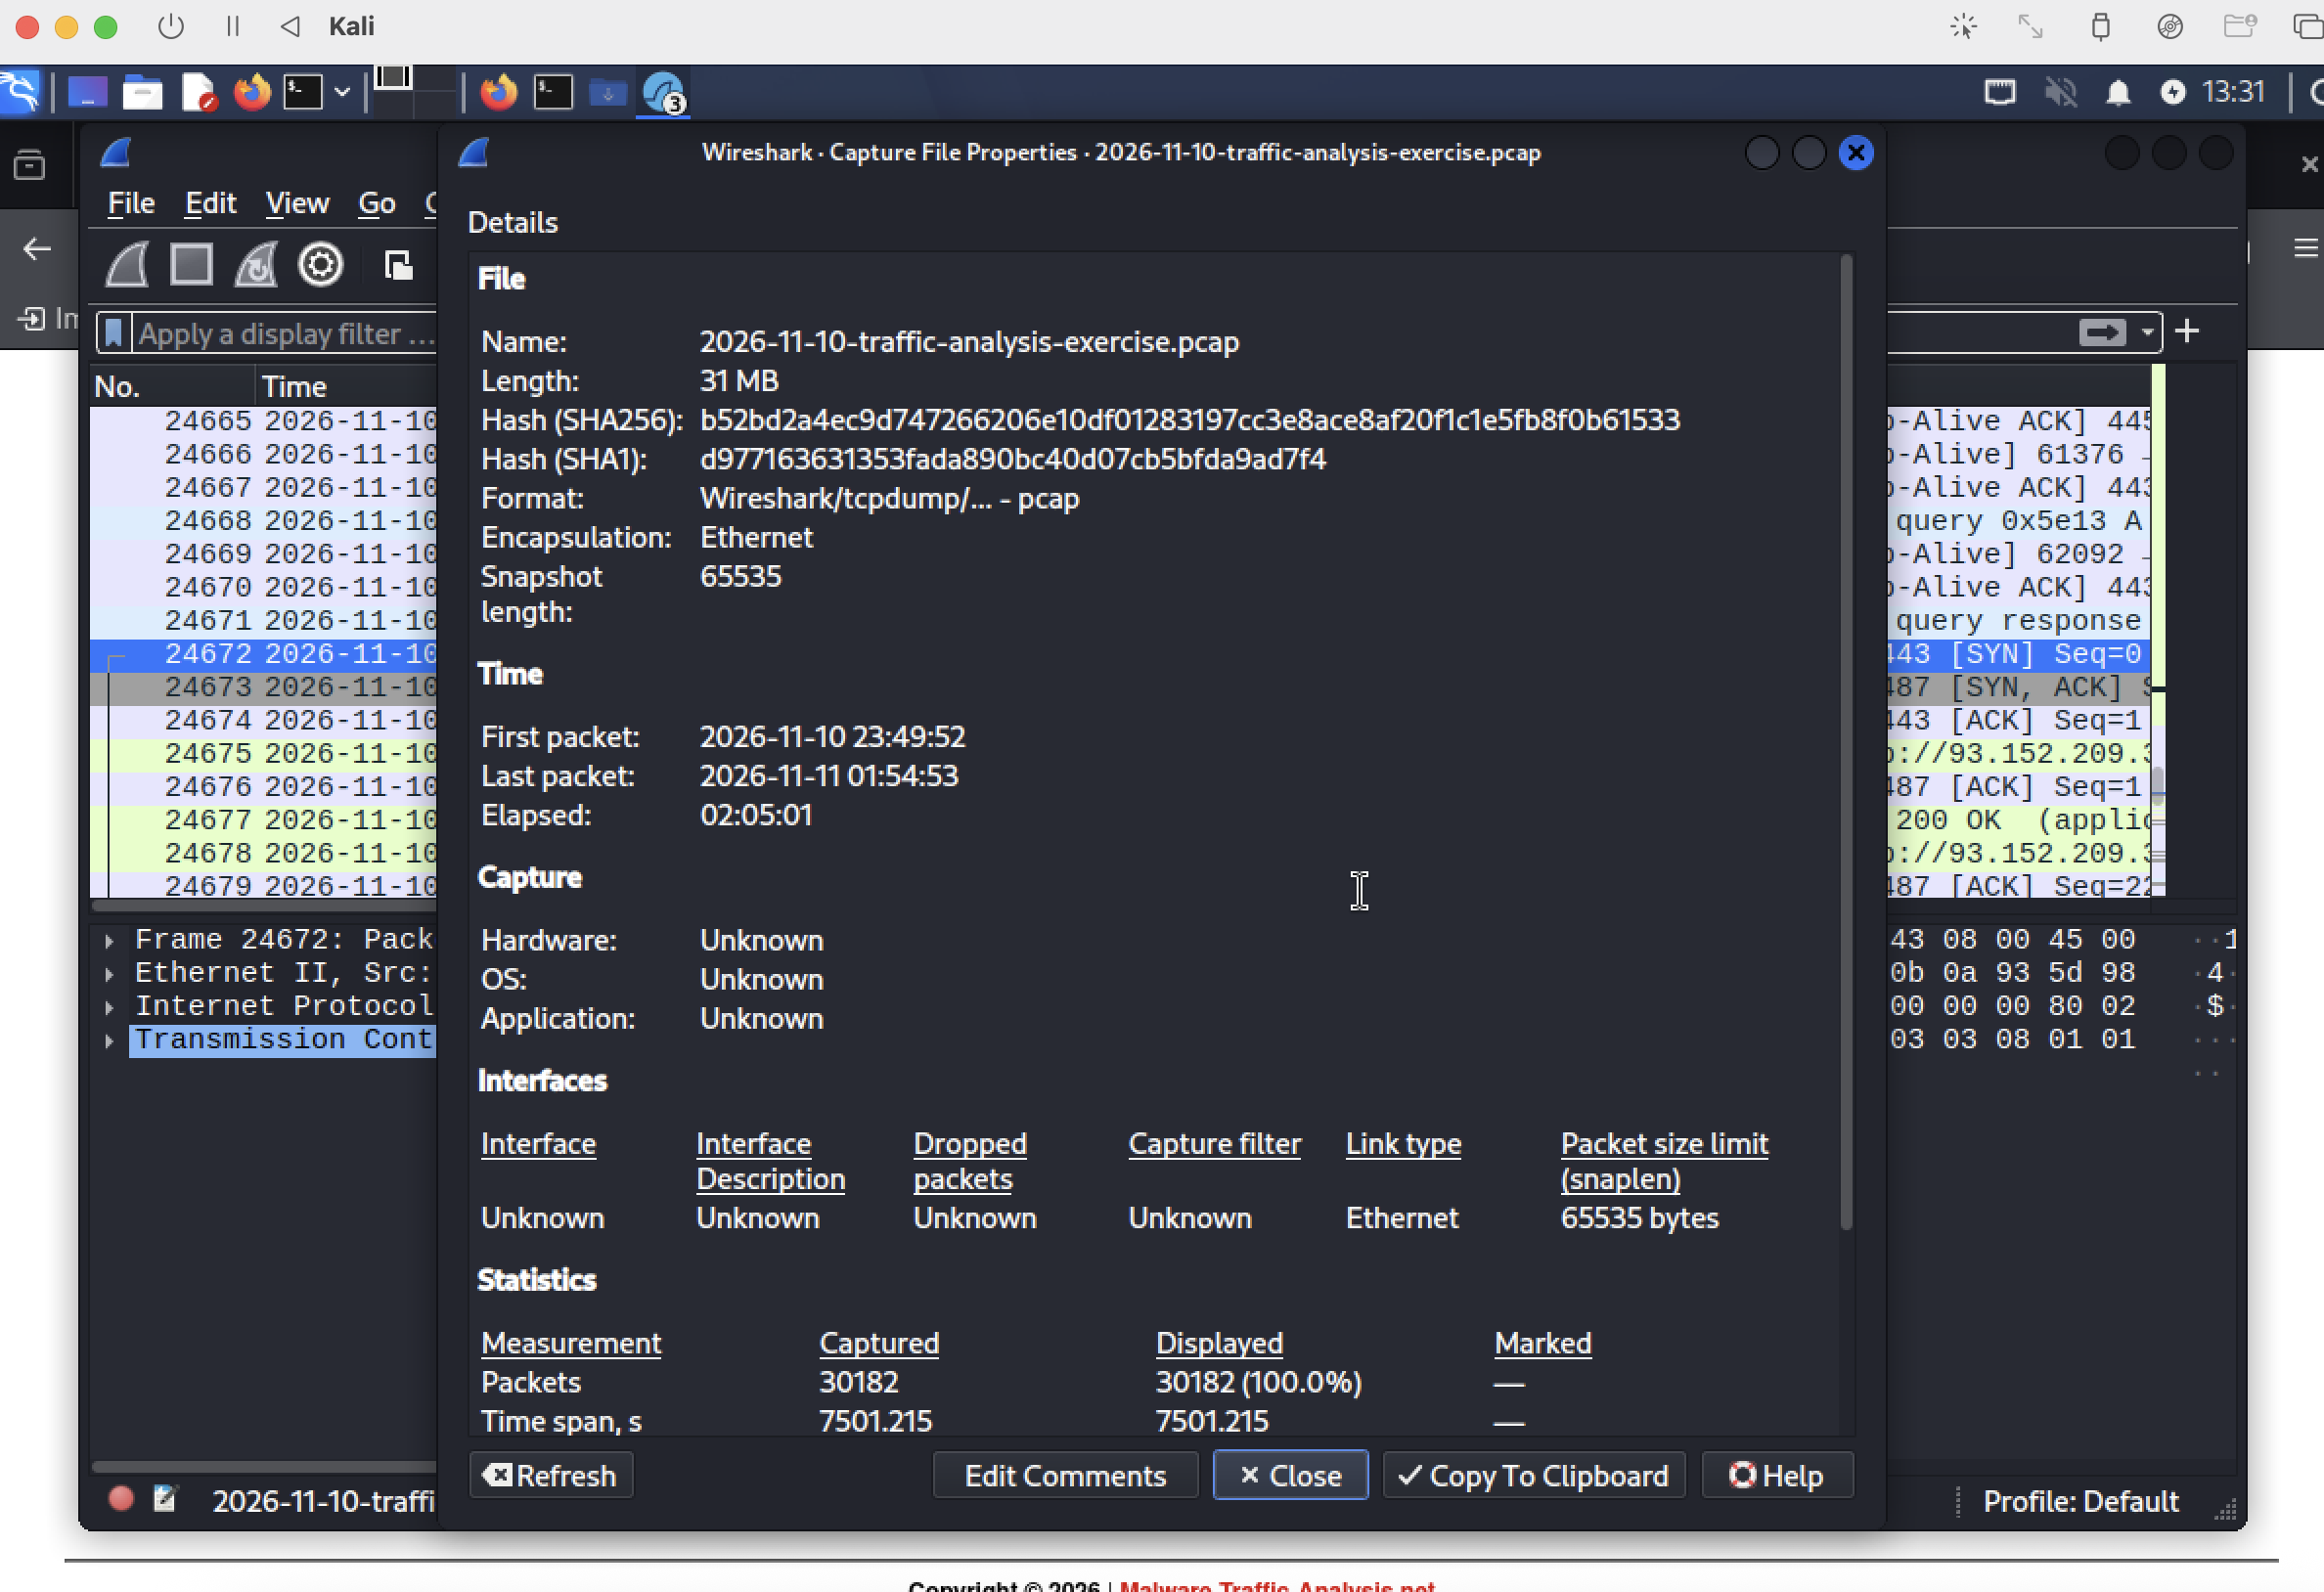 Kali
3
13:31
Wireshark · Capture File Properties · 2026-11-10-traffic-analysis-exercise.pcap
File Edit View Go
Details
File
Name: 2026-11-10-traffic-analysis-exercise.pcap
Length: 31 MB
Hash (SHA256): b52bd2a4ec9d747266206e10df01283197cc3e8ace8af20f1c1e5fb8f0b61533
Hash (SHA1): d977163631353fada890bc40d07cb5bfda9ad7f4
Format: Wireshark/tcpdump/... - pcap
Encapsulation: Ethernet
Snapshot length: 65535
Time
First packet: 2026-11-10 23:49:52
Last packet: 2026-11-11 01:54:53
Elapsed: 02:05:01
Capture
Hardware: Unknown
OS: Unknown
Application: Unknown
Interfaces
Interface Interface Description Dropped packets Capture filter Link type Packet size limit (snaplen)
Unknown Unknown Unknown Unknown Ethernet 65535 bytes
Statistics
Measurement Captured Displayed Marked
Packets 30182 30182 (100.0%) —
Time span, s 7501.215 7501.215 —
Refresh Edit Comments Close Copy To Clipboard Help
Apply a display filter ...
No. Time
24665 2026-11-10 -Alive ACK] 445
24666 2026-11-10 -Alive] 61376
24667 2026-11-10 -Alive ACK] 443
24668 2026-11-10 query 0x5e13 A
24669 2026-11-10 -Alive] 62092
24670 2026-11-10 -Alive ACK] 443
24671 2026-11-10 query response
24672 2026-11-10 443 [SYN] Seq=0
24673 2026-11-10 487 [SYN, ACK]
24674 2026-11-10 443 [ACK] Seq=1
24675 2026-11-10 ://93.152.209.3
24676 2026-11-10 487 [ACK] Seq=1
24677 2026-11-10 200 OK (applic
24678 2026-11-10 ://93.152.209.3
24679 2026-11-10 487 [ACK] Seq=22
Frame 24672: Pack
Ethernet II, Src:
Internet Protocol
Transmission Cont
43 08 00 45 00 ··1
0b 0a 93 5d 98 ·4·
00 00 00 80 02 ·$·
03 03 08 01 01 ···
··
2026-11-10-traffi
Profile: Default
Copyright © 2026 | Malware-Traffic-Analysis.net